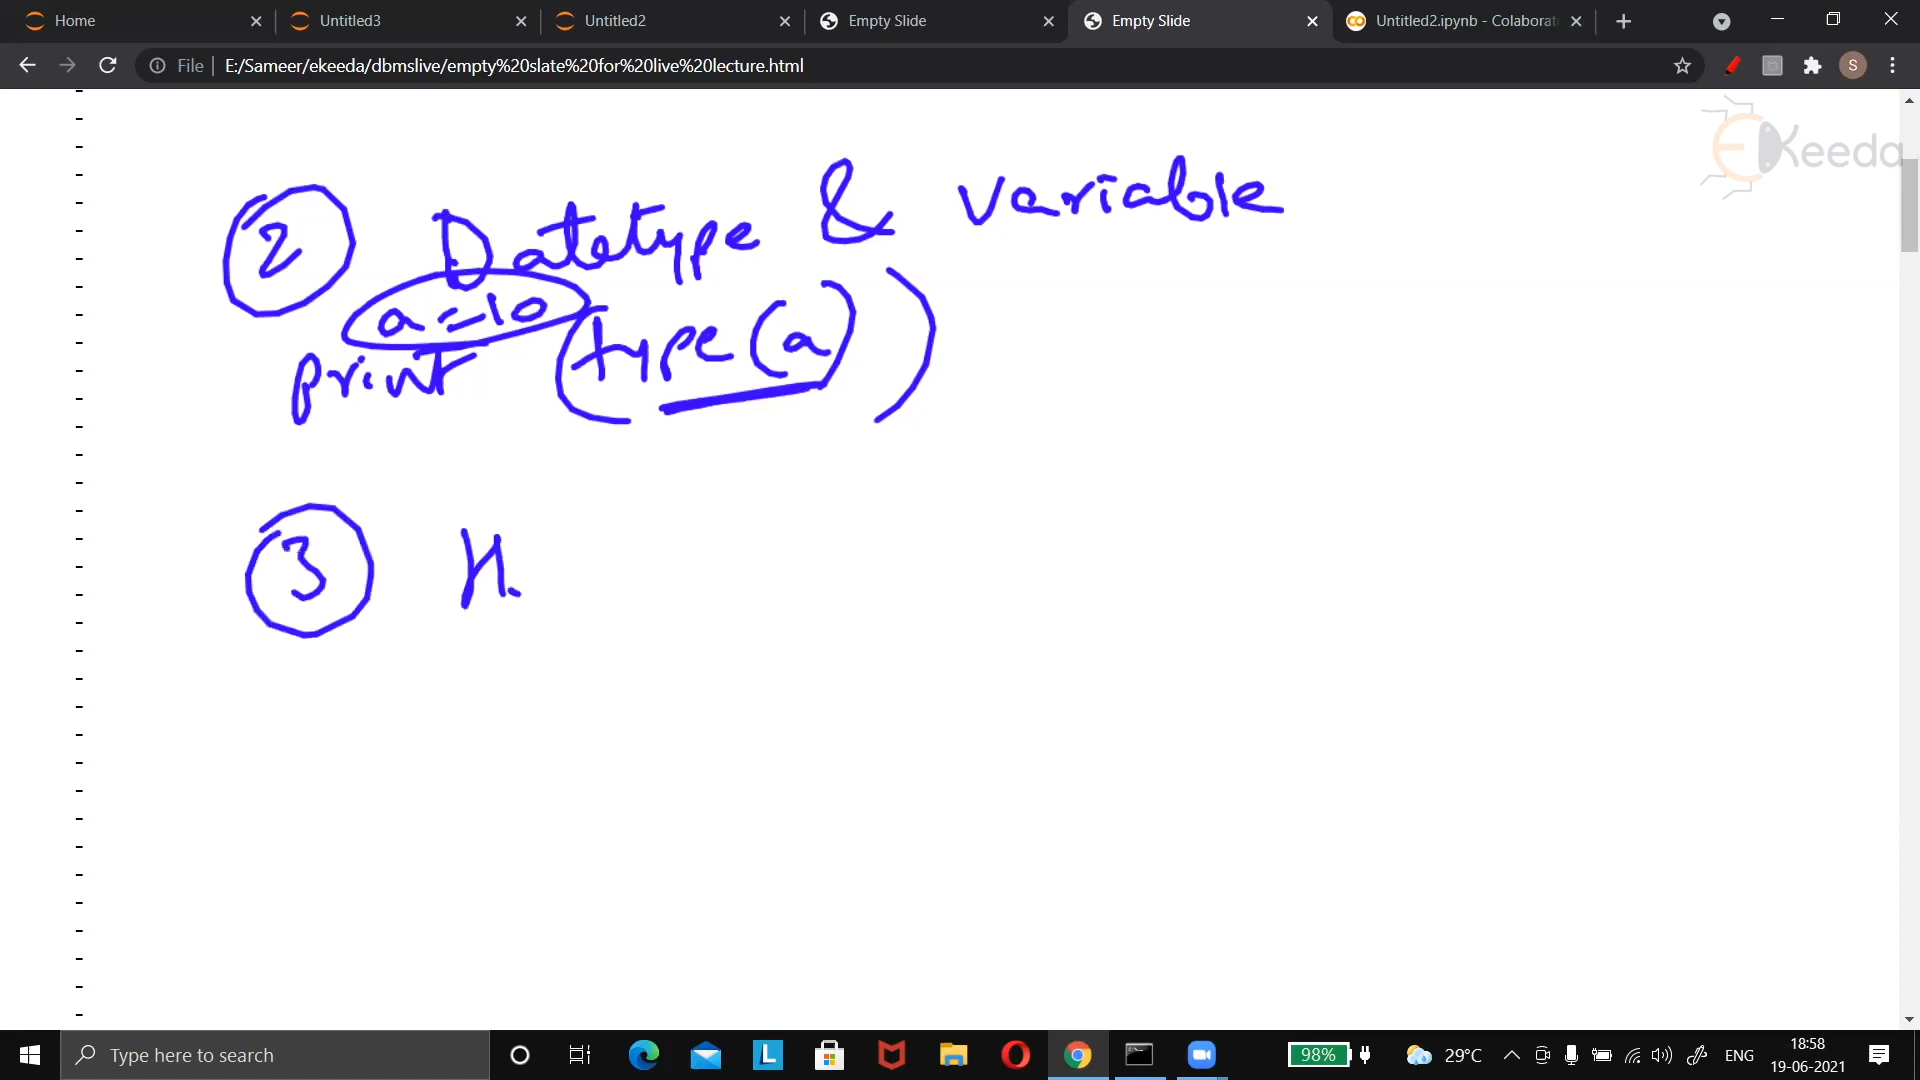 Home
Untitled3
Untitled2
Empty Slide
Empty Slide
Untitled2.ipynb - Colaborat
File
E:/Sameer/ekeeda/dbmslive/empty%20slate%20for%20live%20lecture.html
S
EKeeda
2 Datatype & variable
a=10
print (type(a))
3 H
Type here to search
L
98%
29°C
ENG
18:58
19-06-2021